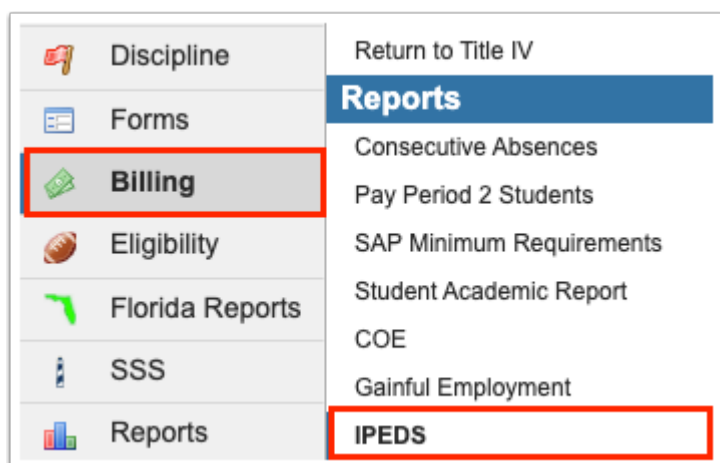 Discipline
Forms
Billing
Eligibility
Florida Reports
SSS
Reports
Return to Title IV
Reports
Consecutive Absences
Pay Period 2 Students
SAP Minimum Requirements
Student Academic Report
COE
Gainful Employment
IPEDS